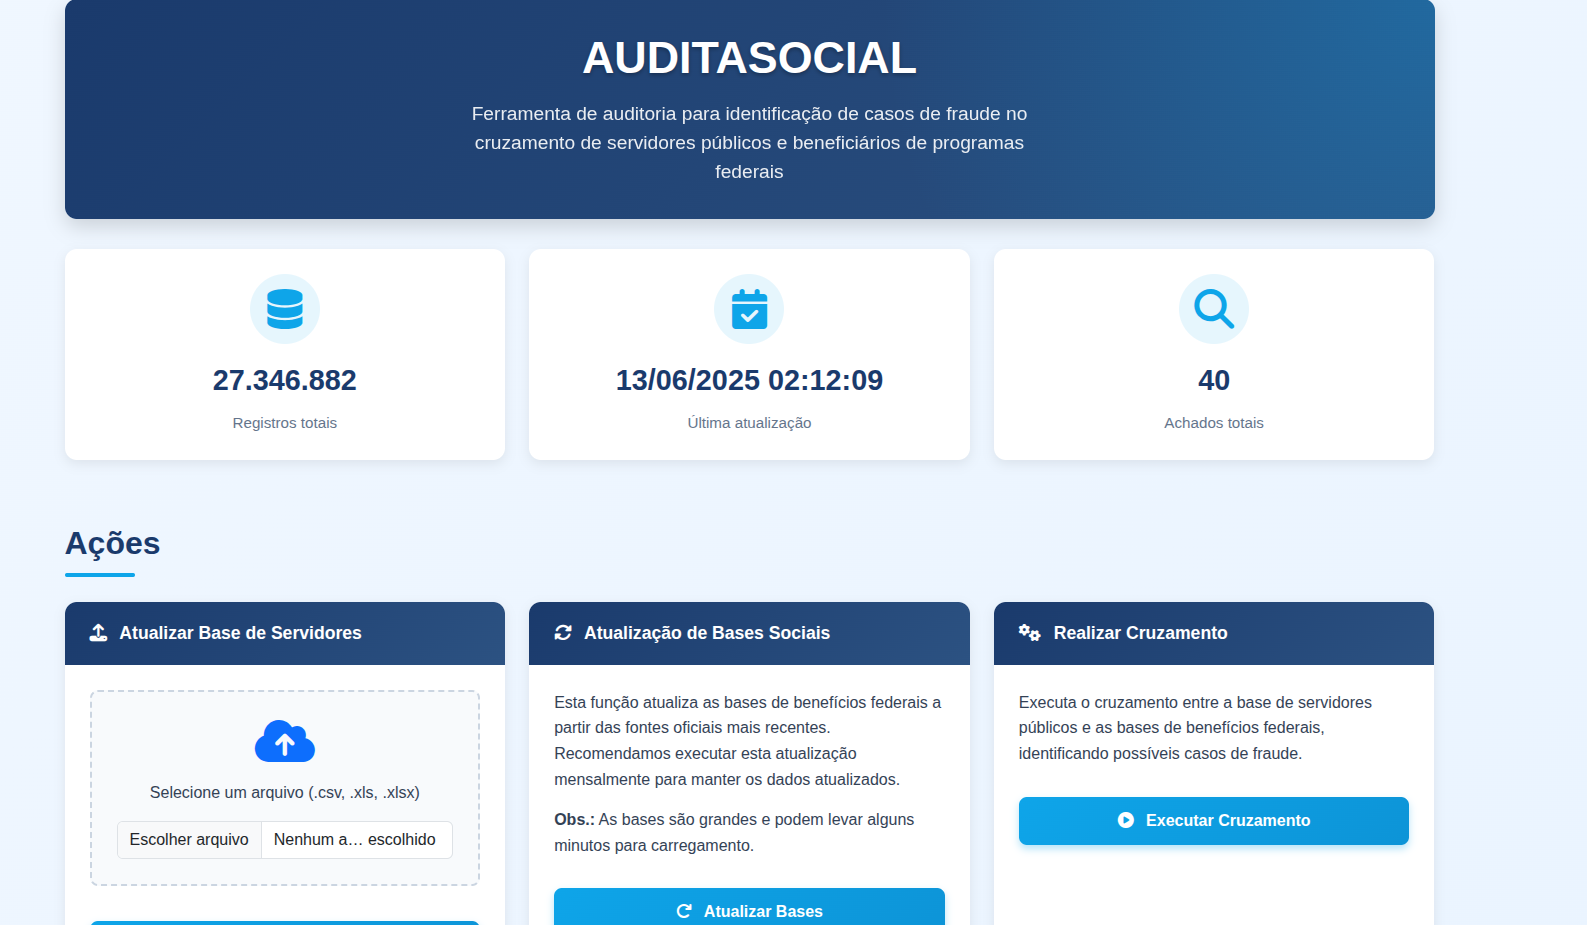 AUDITASOCIAL
Ferramenta de auditoria para identificação de casos de fraude no
cruzamento de servidores públicos e beneficiários de programas
federais
27.346.882
Registros totais
13/06/2025 02:12:09
Última atualização
40
Achados totais
Ações
Atualizar Base de Servidores
Selecione um arquivo (.csv, .xls, .xlsx)
Escolher arquivo Nenhum a… escolhido
Atualização de Bases Sociais
Esta função atualiza as bases de benefícios federais a
partir das fontes oficiais mais recentes.
Recomendamos executar esta atualização
mensalmente para manter os dados atualizados.
Obs.: As bases são grandes e podem levar alguns
minutos para carregamento.
Atualizar Bases
Realizar Cruzamento
Executa o cruzamento entre a base de servidores
públicos e as bases de benefícios federais,
identificando possíveis casos de fraude.
Executar Cruzamento